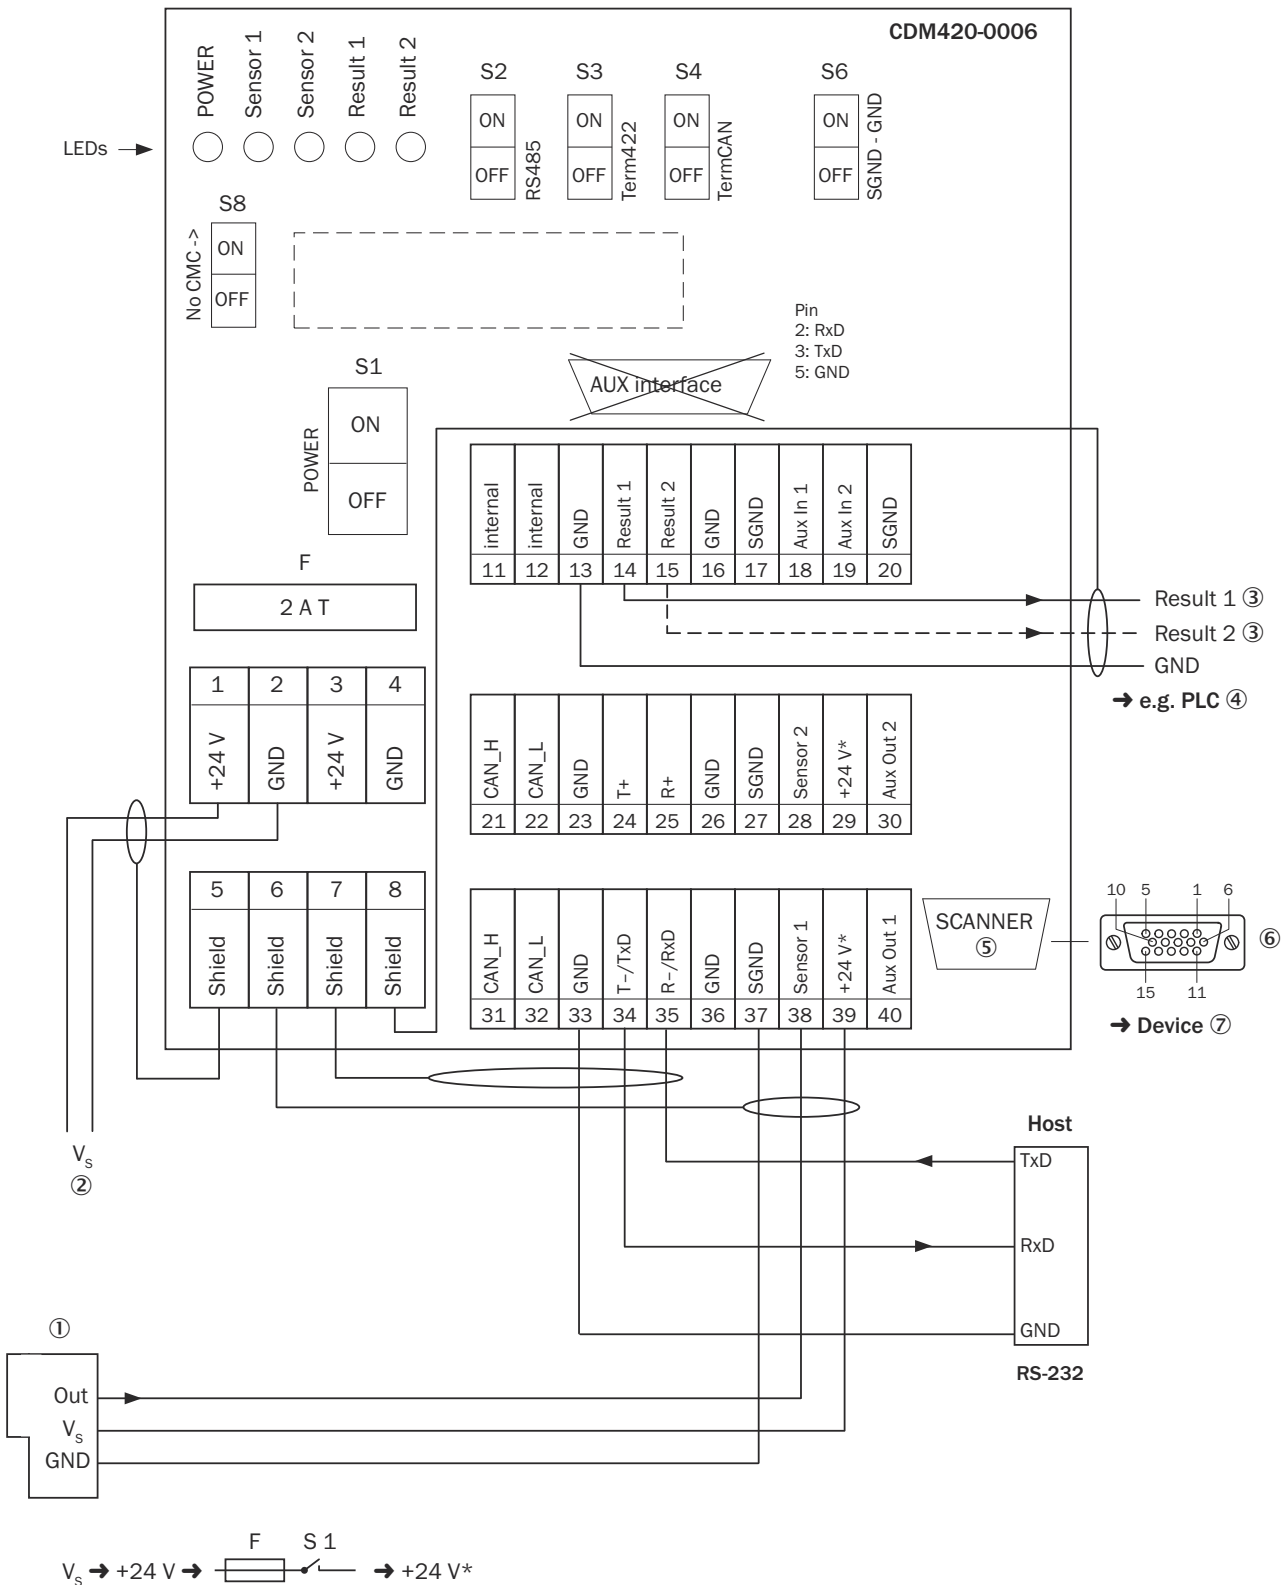 CDM420-0006
POWER
Sensor 1
Sensor 2
Result 1
Result 2
LEDs
S2
ON
OFF
RS485
S3
ON
OFF
Term422
S4
ON
OFF
TermCAN
S6
ON
OFF
SGND - GND
S8
ON
OFF
No CMC ->
Pin
2: RxD
3: TxD
5: GND
AUX interface
S1
ON
OFF
POWER
F
2 A T
internal
internal
GND
Result 1
Result 2
GND
SGND
Aux In 1
Aux In 2
SGND
11 12 13 14 15 16 17 18 19 20
Result 1 ③
Result 2 ③
GND
➔ e.g. PLC ④
1 2 3 4
+24 V
GND
+24 V
GND
CAN_H
CAN_L
GND
T+
R+
GND
SGND
Sensor 2
+24 V*
Aux Out 2
21 22 23 24 25 26 27 28 29 30
5 6 7 8
Shield
Shield
Shield
Shield
CAN_H
CAN_L
GND
T–/TxD
R–/RxD
GND
SGND
Sensor 1
+24 V*
Aux Out 1
31 32 33 34 35 36 37 38 39 40
SCANNER
⑤
10 5 1 6
⑥
15 11
➔ Device ⑦
Vs
②
Host
TxD
RxD
GND
RS-232
①
Out
Vs
GND
F S 1
Vs ➔ +24 V ➔ ➔ +24 V*